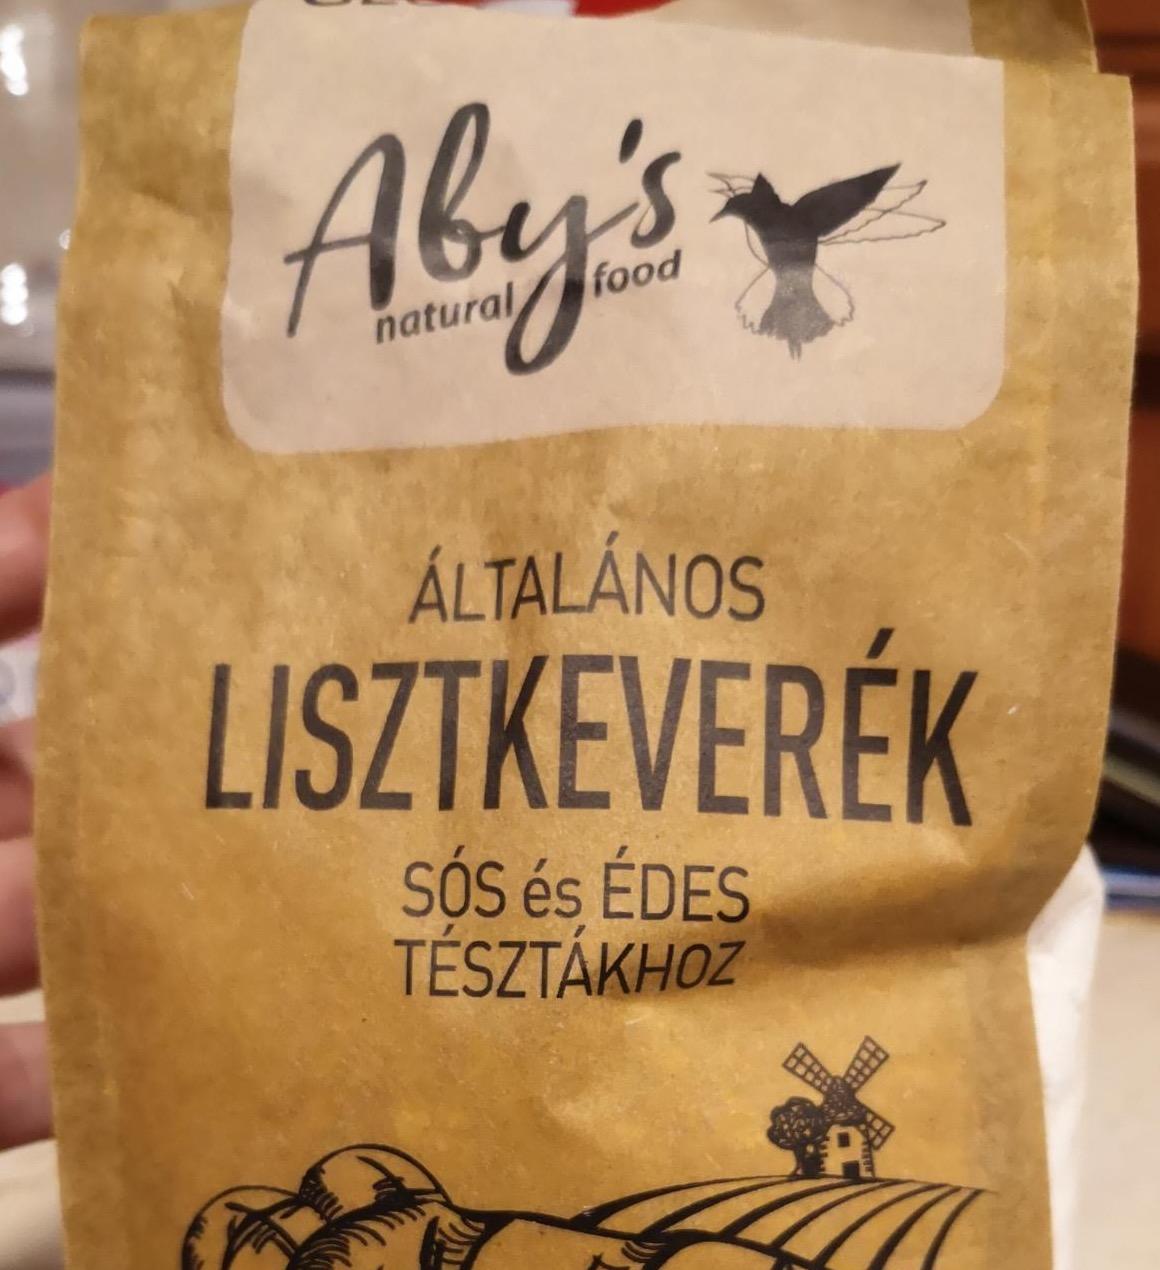 Aby's
natural food
ÁLTALÁNOS
LISZTKEVERÉK
SÓS és ÉDES
TÉSZTÁKHOZ